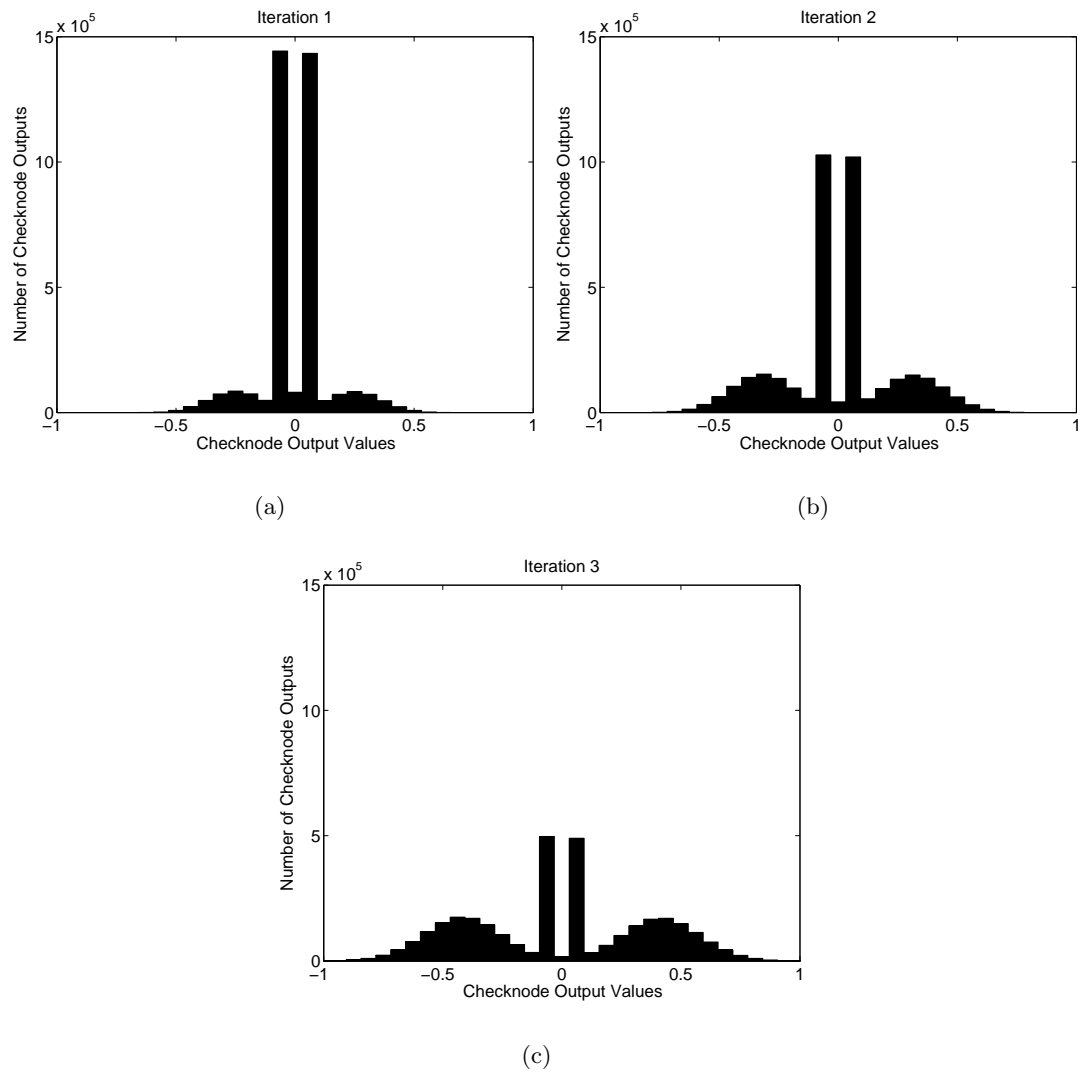 Iteration 1
x 10^5
15
10
5
0
−1
−0.5
0
0.5
1
Number of Checknode Outputs
Checknode Output Values
(a)
Iteration 2
x 10^5
15
10
5
0
−1
−0.5
0
0.5
1
Number of Checknode Outputs
Checknode Output Values
(b)
Iteration 3
x 10^5
15
10
5
0
−1
−0.5
0
0.5
1
Number of Checknode Outputs
Checknode Output Values
(c)